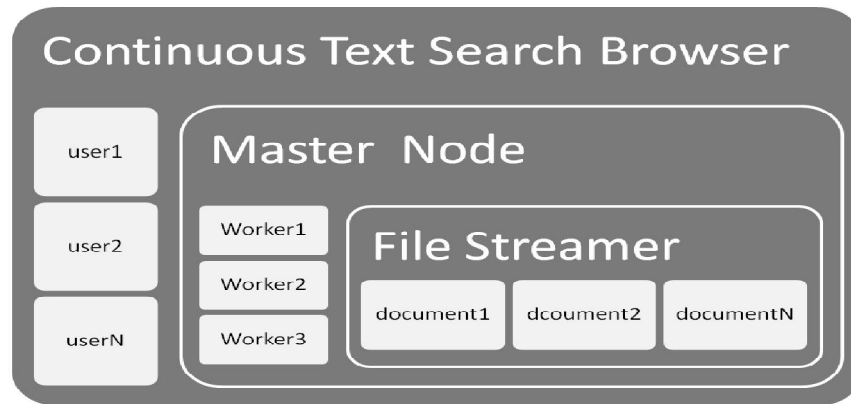 Continuous Text Search Browser
user1
user2
userN
Master Node
Worker1
Worker2
Worker3
File Streamer
document1
dcoument2
documentN